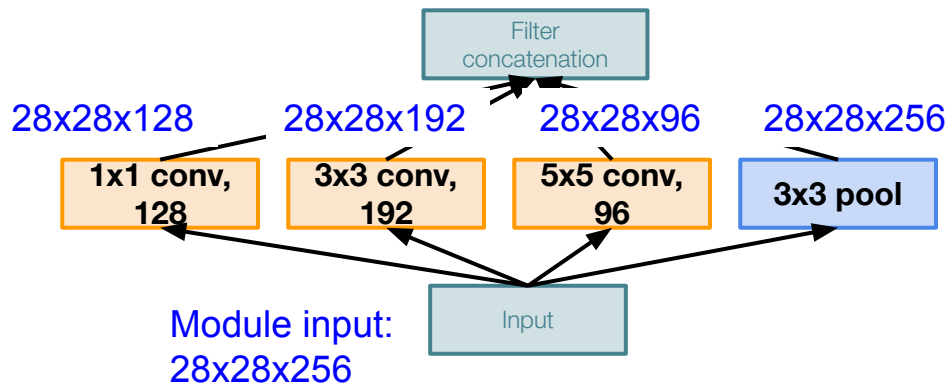 Filter
concatenation
28x28x128 28x28x192 28x28x96 28x28x256
1x1 conv, 3x3 conv, 5x5 conv, 3x3 pool
128 192 96
Input
Module input:
28x28x256